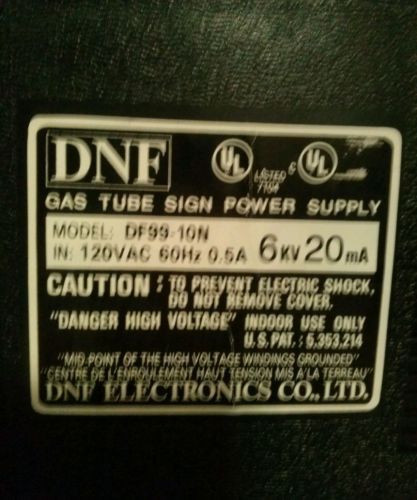 DNF
UL
LISTED
c UL
GAS TUBE SIGN POWER SUPPLY
MODEL: DF99-10N
IN: 120VAC 60Hz 0.5A
6KV 20mA
CAUTION: TO PREVENT ELECTRIC SHOCK,
DO NOT REMOVE COVER.
"DANGER HIGH VOLTAGE" INDOOR USE ONLY
U.S.PAT: 5,353,214
"MID POINT OF THE HIGH VOLTAGE WINDINGS GROUNDED"
"CENTRE DE L'ENROULEMENT HAUT TENSION MIS A LA TERREAU"
DNF ELECTRONICS CO., LTD.